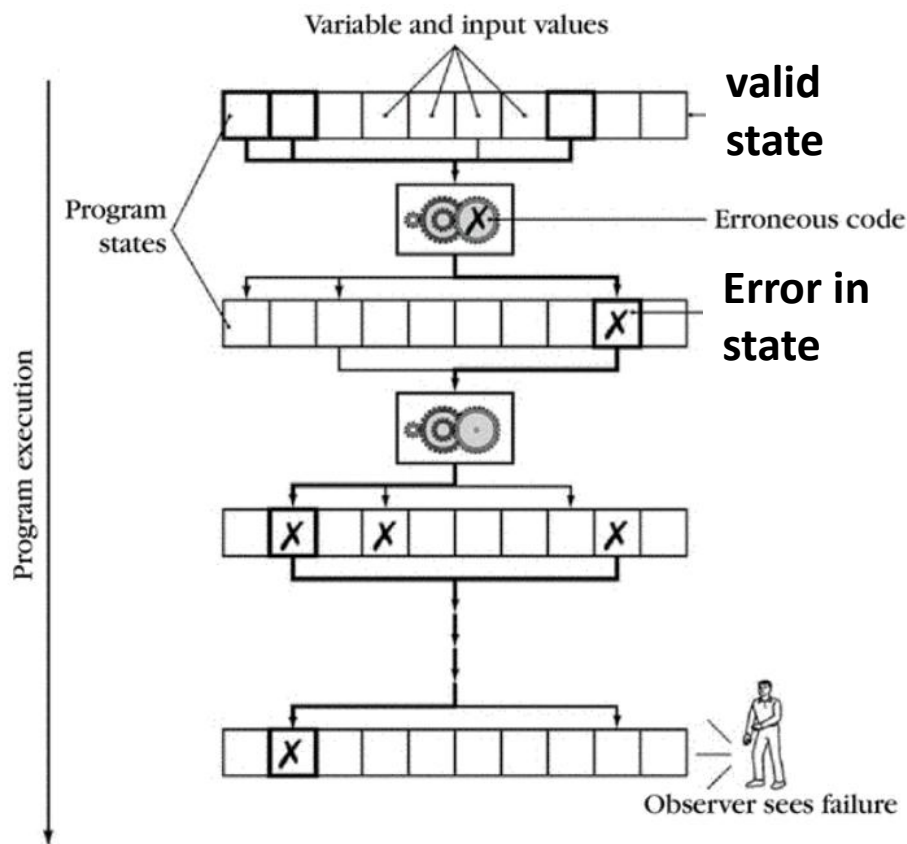 Variable and input values
valid
state
Program
states
Erroneous code
Error in
state
Program execution
Observer sees failure